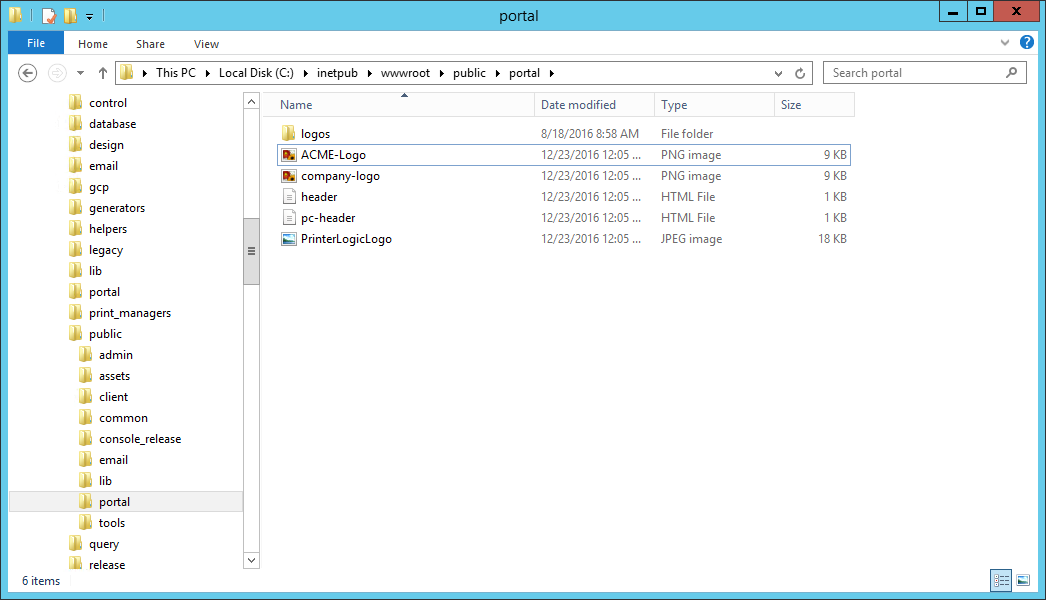 portal
File Home Share View
This PC Local Disk (C:) inetpub wwwroot public portal Search portal
control
database
design
email
gcp
generators
helpers
legacy
lib
portal
print_managers
public
admin
assets
client
common
console_release
email
lib
portal
tools
query
release
Name Date modified Type Size
logos 8/18/2016 8:58 AM File folder
ACME-Logo 12/23/2016 12:05 ... PNG image 9 KB
company-logo 12/23/2016 12:05 ... PNG image 9 KB
header 12/23/2016 12:05 ... HTML File 1 KB
pc-header 12/23/2016 12:05 ... HTML File 1 KB
PrinterLogicLogo 12/23/2016 12:05 ... JPEG image 18 KB
6 items